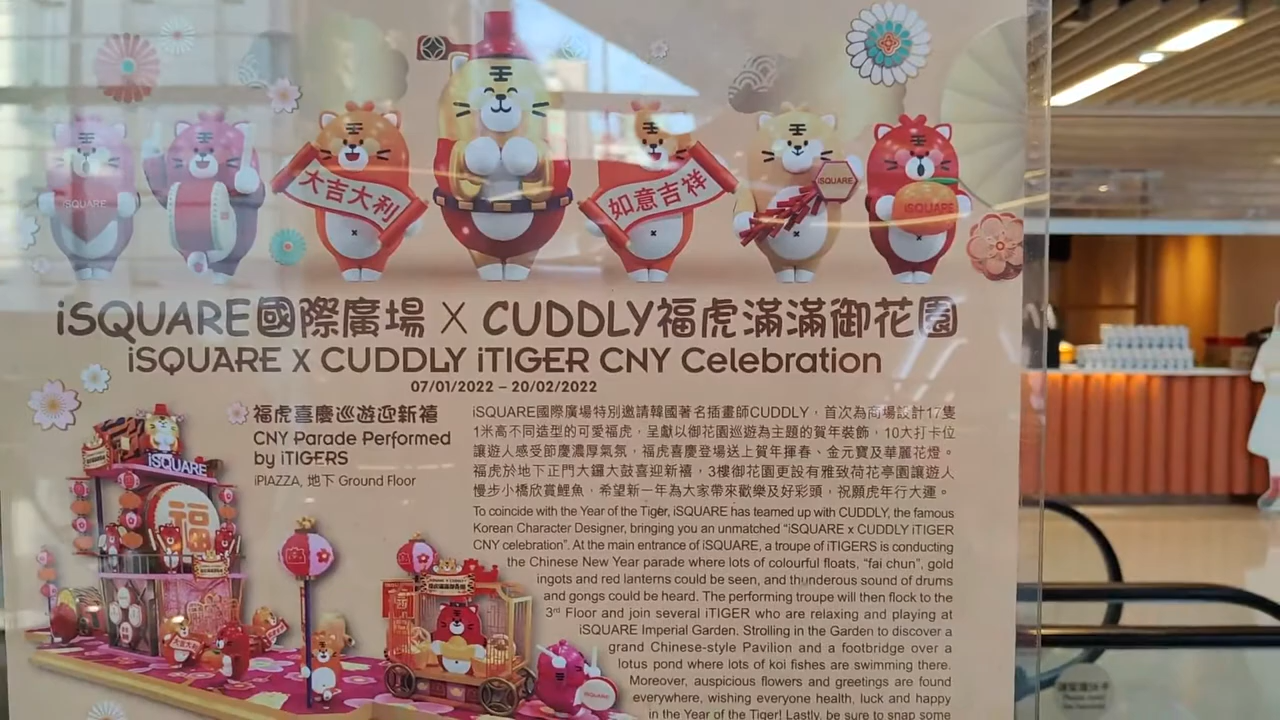 iSQUARE
大吉大利
如意吉祥
iSQUARE
iSQUARE
iSQUARE國際廣場 X CUDDLY福虎滿滿御花園
iSQUARE X CUDDLY iTIGER CNY Celebration
07/01/2022 – 20/02/2022
福虎喜慶巡遊迎新禧
CNY Parade Performed
by iTIGERS
iPIAZZA, 地下 Ground Floor
iSQUARE
福
iSQUARE
iSQUARE國際廣場特別邀請韓國著名插畫師CUDDLY，首次為商場設計17隻
1米高不同造型的可愛福虎，呈獻以御花園巡遊為主題的賀年裝飾，10大打卡位
讓遊人感受節慶濃厚氣氛，福虎喜慶登場送上賀年揮春、金元寶及華麗花燈。
福虎於地下正門大鑼大鼓喜迎新禧，3樓御花園更設有雅致荷花亭園讓遊人
慢步小橋欣賞鯉魚，希望新一年為大家帶來歡樂及好彩頭，祝願虎年行大運。
To coincide with the Year of the Tiger, iSQUARE has teamed up with CUDDLY, the famous
Korean Character Designer, bringing you an unmatched “iSQUARE x CUDDLY iTIGER
CNY celebration”. At the main entrance of iSQUARE, a troupe of iTIGERS is conducting
the Chinese New Year parade where lots of colourful floats, “fai chun”, gold
ingots and red lanterns could be seen, and thunderous sound of drums
and gongs could be heard. The performing troupe will then flock to the
3rd Floor and join several iTIGER who are relaxing and playing at
iSQUARE Imperial Garden. Strolling in the Garden to discover a
grand Chinese-style Pavilion and a footbridge over a
lotus pond where lots of koi fishes are swimming there.
Moreover, auspicious flowers and greetings are found
everywhere, wishing everyone health, luck and happy
in the Year of the Tiger! Lastly, be sure to snap some